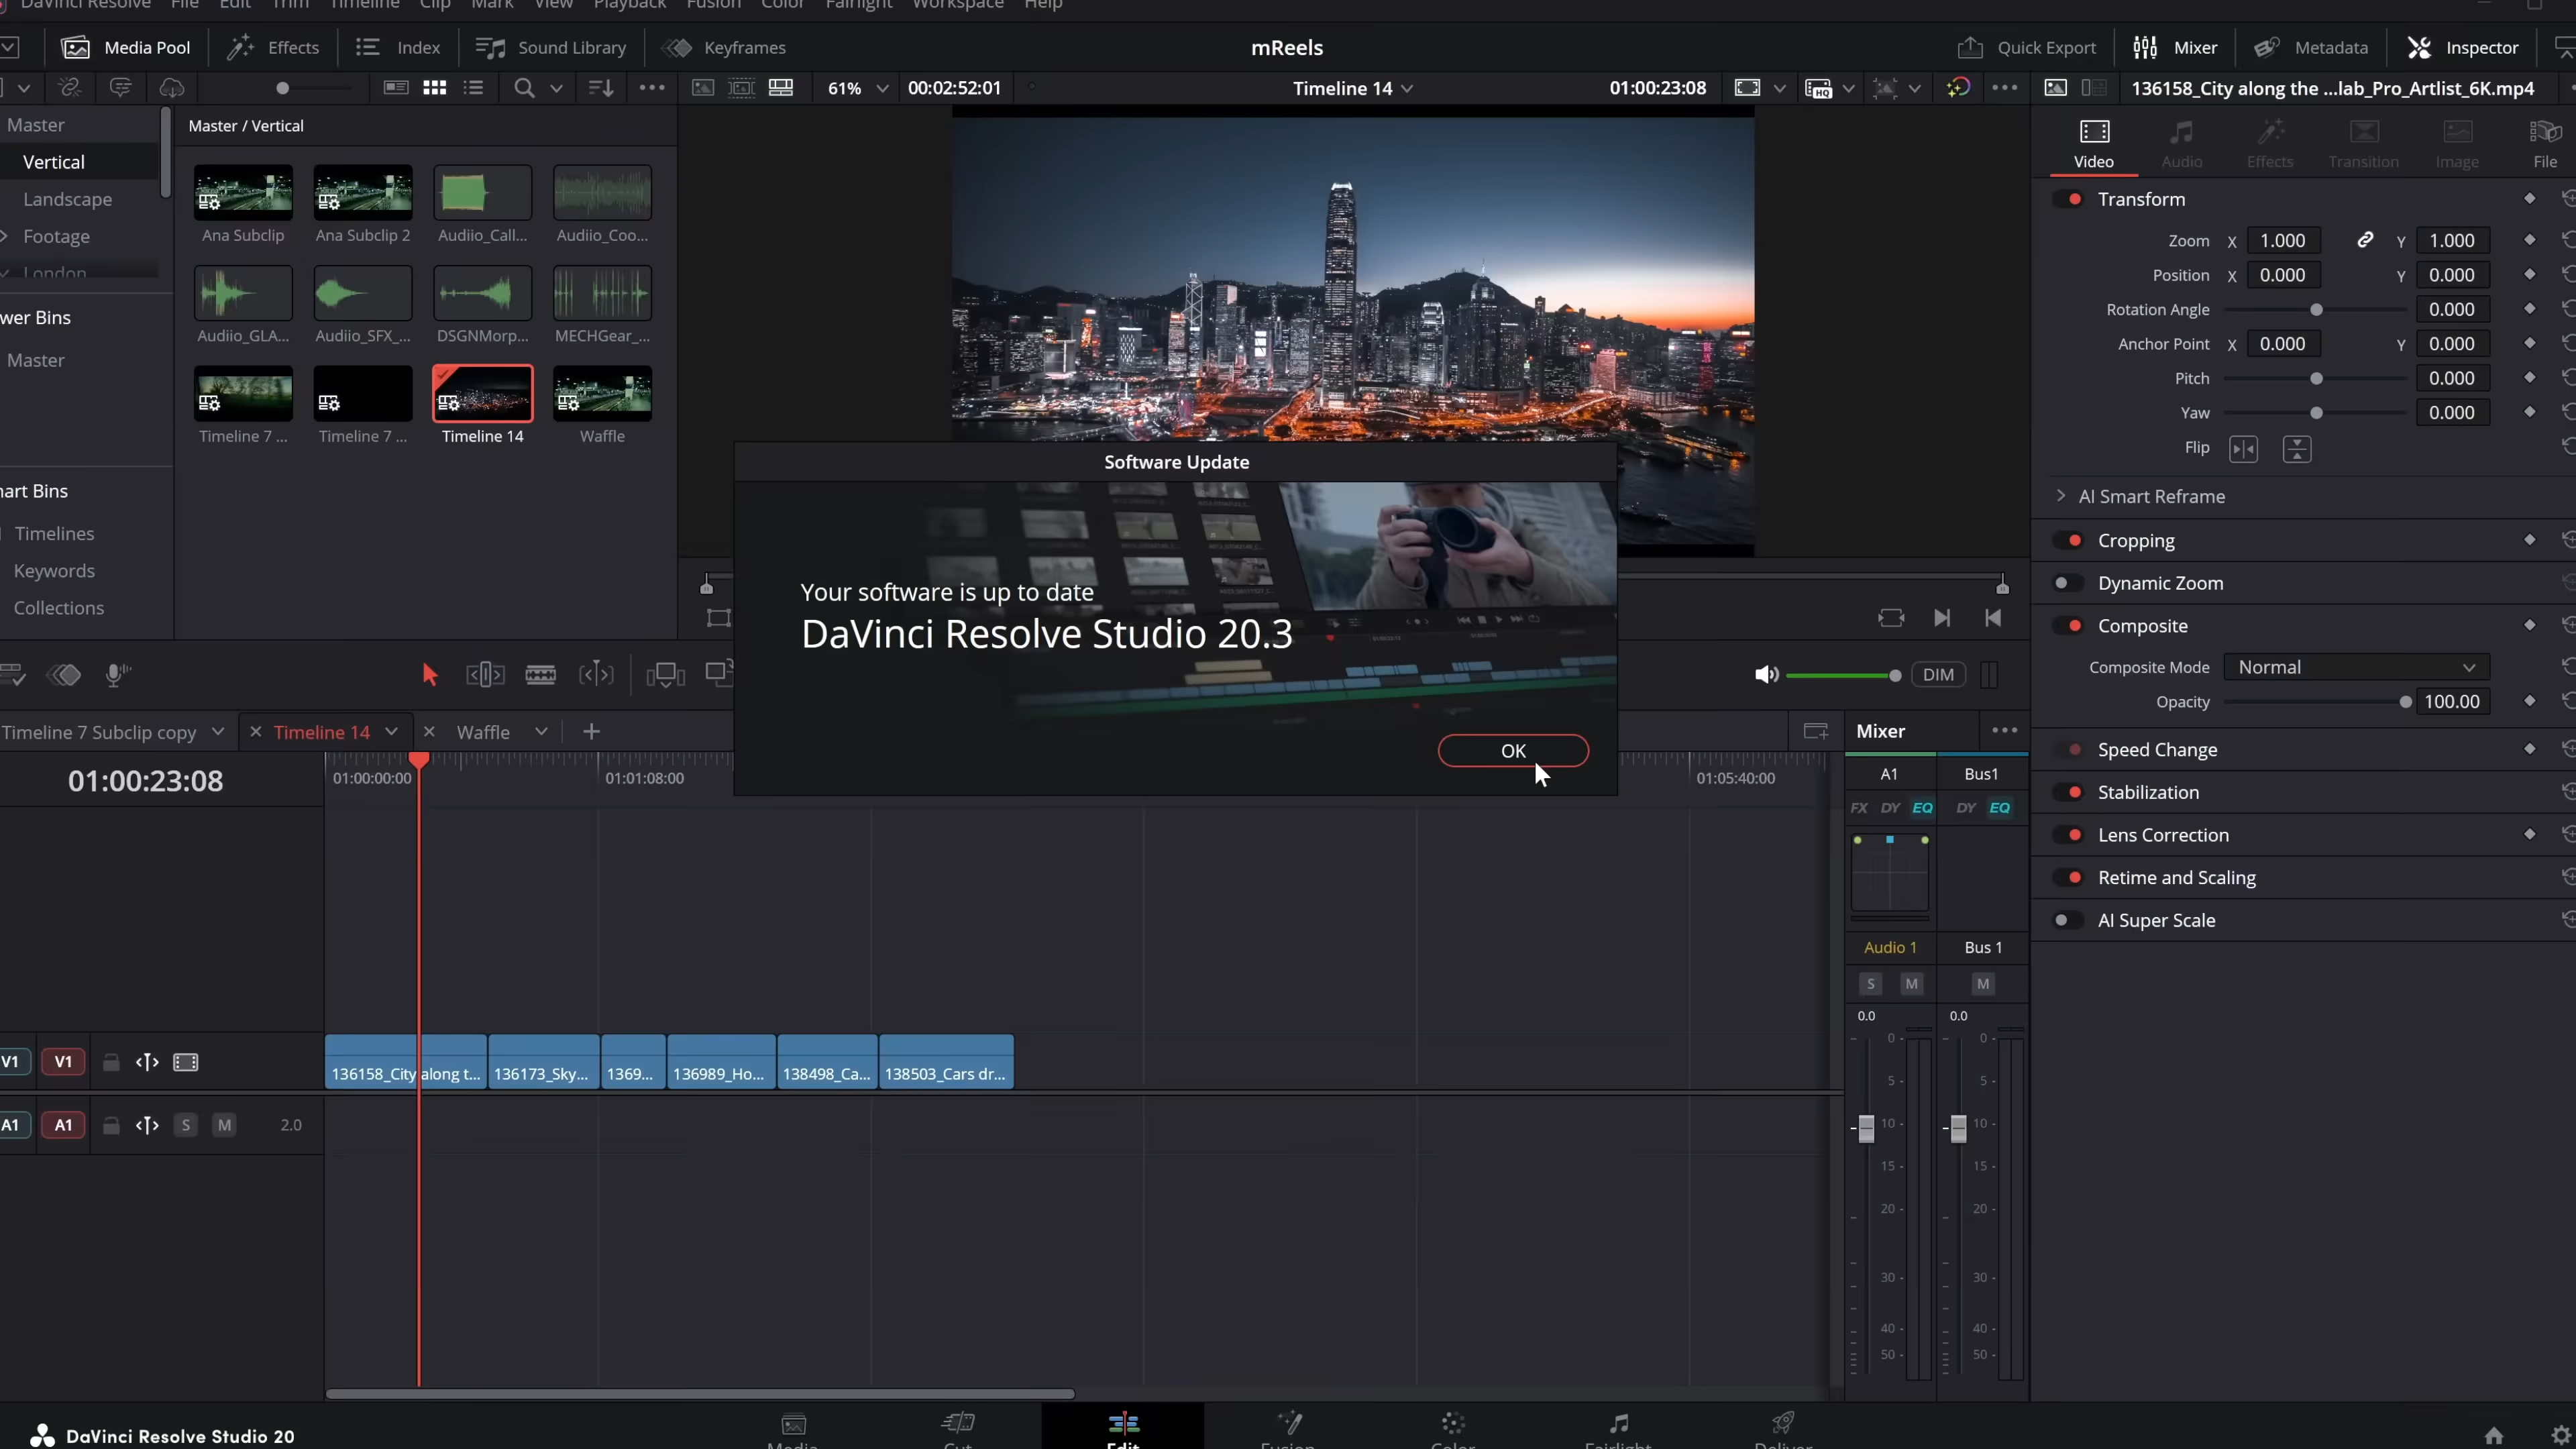 DaVinci Resolve File Edit Trim Timeline Clip Mark View Playback Fusion Color Fairlight Workspace Help
Media Pool Effects Index Sound Library Keyframes mReels Quick Export Mixer Metadata Inspector
61% 00:02:52:01 Timeline 14 01:00:23:08 136158_City along the ...lab_Pro_Artlist_6K.mp4
Master
Vertical
Landscape
Footage
London
wer Bins
Master
art Bins
Timelines
Keywords
Collections
Master / Vertical
Ana Subclip Ana Subclip 2 Audiio_Call... Audiio_Coo...
Audiio_GLA... Audiio_SFX_... DSGNMorp... MECHGear_...
Timeline 7 ... Timeline 7 ... Timeline 14 Waffle
Software Update
Your software is up to date
DaVinci Resolve Studio 20.3
OK
Video Audio Effects Transition Image File
Transform
Zoom X 1.000 Y 1.000
Position X 0.000 Y 0.000
Rotation Angle 0.000
Anchor Point X 0.000 Y 0.000
Pitch 0.000
Yaw 0.000
Flip
AI Smart Reframe
Cropping
Dynamic Zoom
Composite
Composite Mode Normal
Opacity 100.00
Speed Change
Stabilization
Lens Correction
Retime and Scaling
AI Super Scale
DIM
Timeline 7 Subclip copy Timeline 14 Waffle
01:00:23:08
01:00:00:00 01:01:08:00 01:05:40:00
V1 V1
136158_City along t... 136173_Sky... 1369... 136989_Ho... 138498_Ca... 138503_Cars dr...
A1 A1 S M 2.0
Mixer
A1 Bus1
FX DY EQ DY EQ
Audio 1 Bus 1
S M M
0.0 0.0
0 0
5 5
10 10
15 15
20 20
30 30
40 40
50 50
DaVinci Resolve Studio 20
Media Cut Edit Fusion Color Fairlight Deliver